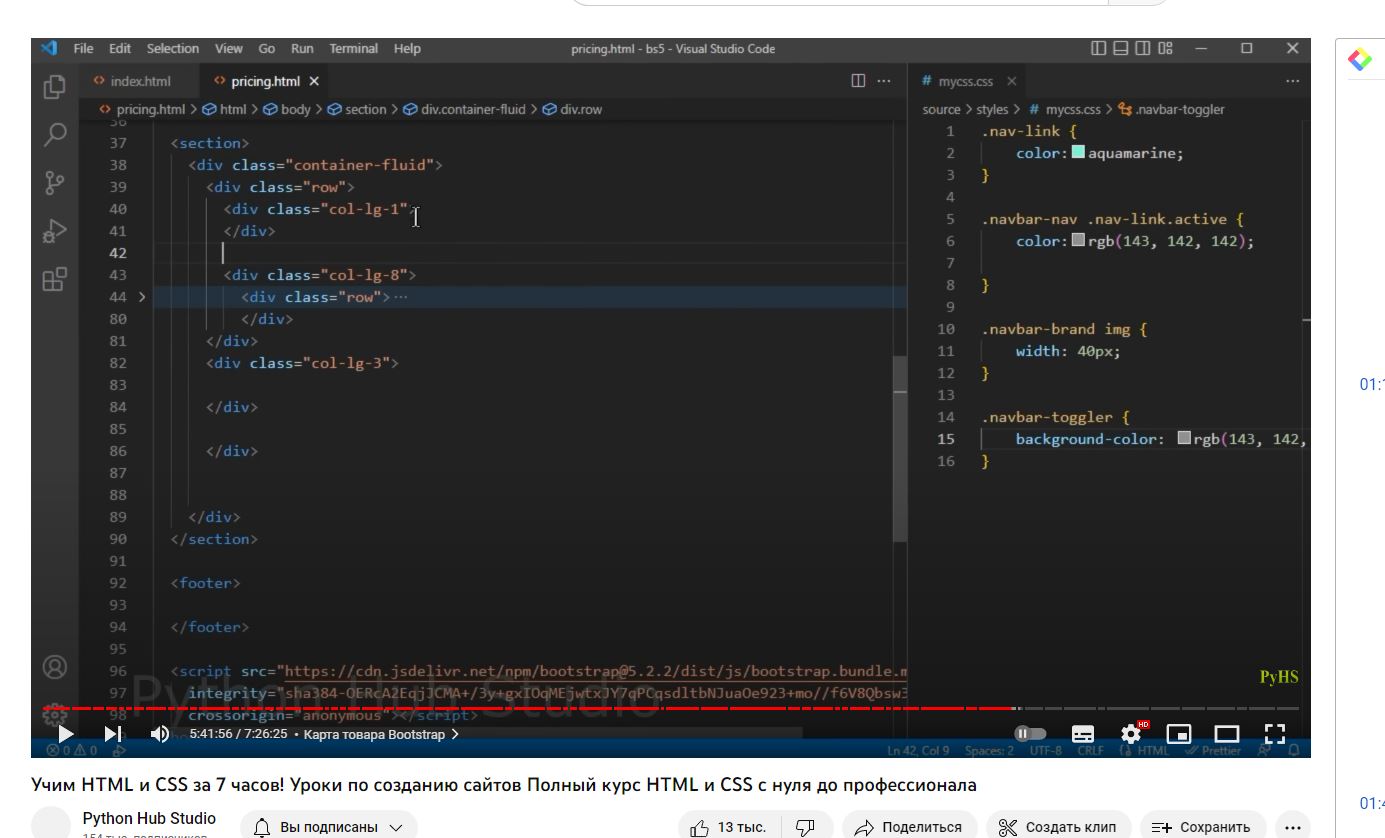 File Edit Selection View Go Run Terminal Help pricing.html - bs5 - Visual Studio Code
index.html pricing.html
pricing.html > html > body > section > div.container-fluid > div.row
36
37 <section>
38 <div class="container-fluid">
39 <div class="row">
40 <div class="col-lg-1">
41 </div>
42
43 <div class="col-lg-8">
44 <div class="row"> ...
80 </div>
81 </div>
82 <div class="col-lg-3">
83
84 </div>
85
86 </div>
87
88
89 </div>
90 </section>
91
92 <footer>
93
94 </footer>
95
96 <script src="https://cdn.jsdelivr.net/npm/bootstrap@5.2.2/dist/js/bootstrap.bundle.m
97 integrity="sha384-OERcA2EqjJCMA+/3y+gxIOqMEjwtxJY7qPCqsdltbNJuaOe923+mo//f6V8Qbsw3
98 crossorigin="anonymous"></script>
# mycss.css
source > styles > # mycss.css > .navbar-toggler
1 .nav-link {
2 color: aquamarine;
3 }
4
5 .navbar-nav .nav-link.active {
6 color: rgb(143, 142, 142);
7
8 }
9
10 .navbar-brand img {
11 width: 40px;
12 }
13
14 .navbar-toggler {
15 background-color: rgb(143, 142,
16 }
PyHS
Python Hub Studio
5:41:56 / 7:26:25 • Карта товара Bootstrap
HD
0 0 Ln 42, Col 9 Spaces: 2 UTF-8 CRLF {} HTML Prettier
Учим HTML и CSS за 7 часов! Уроки по созданию сайтов Полный курс HTML и CSS с нуля до профессионала
Python Hub Studio
154 тыс. подписчиков
Вы подписаны 13 тыс. Поделиться Создать клип Сохранить